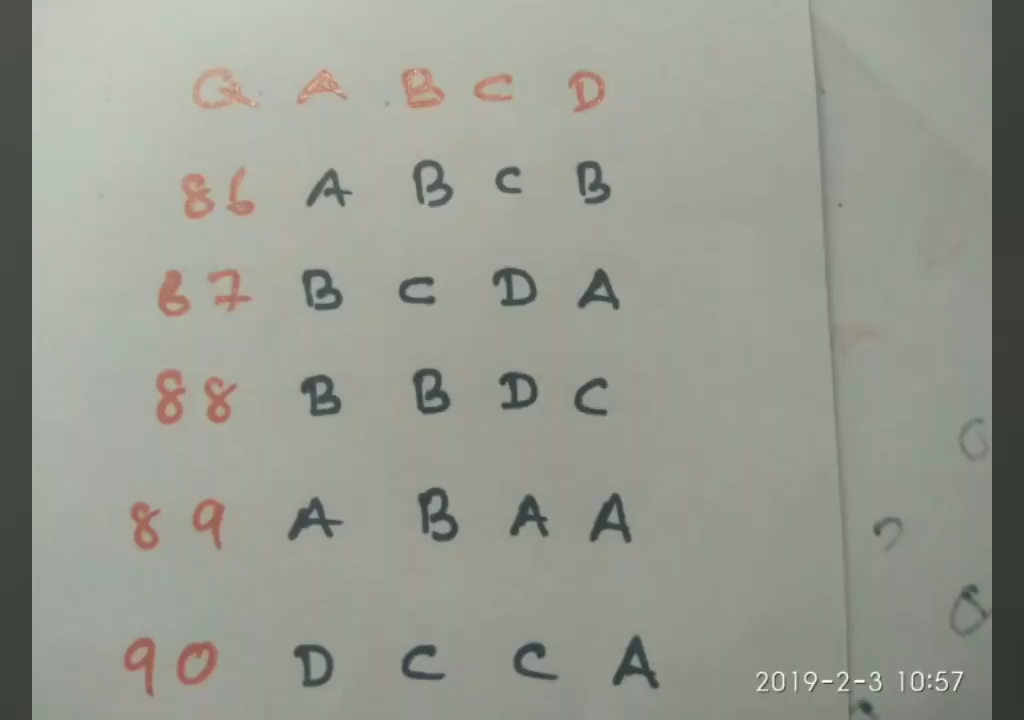 Q A B C D
86 A B C B
87 B C D A
88 B B D C
89 A B A A
90 D C C A
2019-2-3 10:57